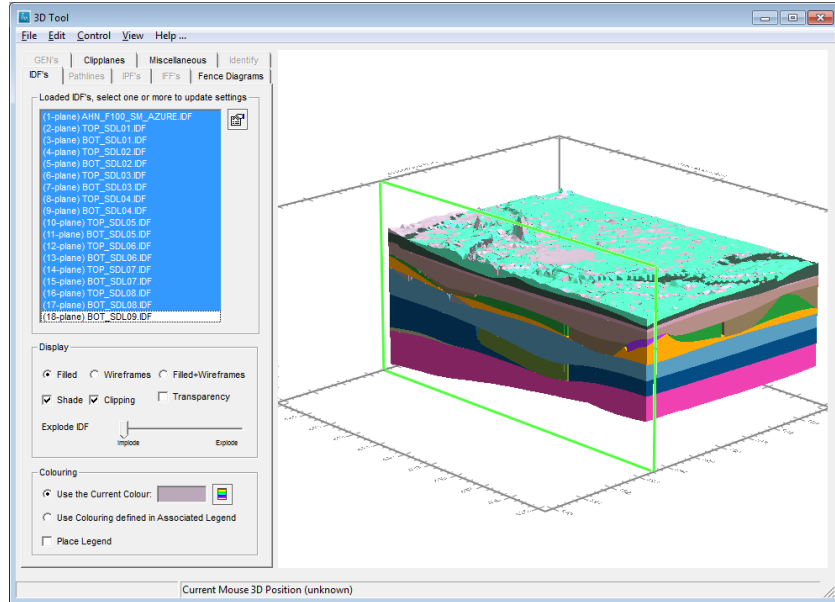 3D Tool
File Edit Control View Help ...
GEN's Clipplanes Miscellaneous Identify
IDF's Pathlines IPF's IFF's Fence Diagrams
Loaded IDF's, select one or more to update settings
(1-plane) AHN_F100_SM_AZURE.IDF
(2-plane) TOP_SDL01.IDF
(3-plane) BOT_SDL01.IDF
(4-plane) TOP_SDL02.IDF
(5-plane) BOT_SDL02.IDF
(6-plane) TOP_SDL03.IDF
(7-plane) BOT_SDL03.IDF
(8-plane) TOP_SDL04.IDF
(9-plane) BOT_SDL04.IDF
(10-plane) TOP_SDL05.IDF
(11-plane) BOT_SDL05.IDF
(12-plane) TOP_SDL06.IDF
(13-plane) BOT_SDL06.IDF
(14-plane) TOP_SDL07.IDF
(15-plane) BOT_SDL07.IDF
(16-plane) TOP_SDL08.IDF
(17-plane) BOT_SDL08.IDF
(18-plane) BOT_SDL09.IDF
Display
Filled Wireframes Filled+Wireframes
Shade Clipping Transparency
Explode IDF
Implode Explode
Colouring
Use the Current Colour:
Use Colouring defined in Associated Legend
Place Legend
Current Mouse 3D Position (unknown)